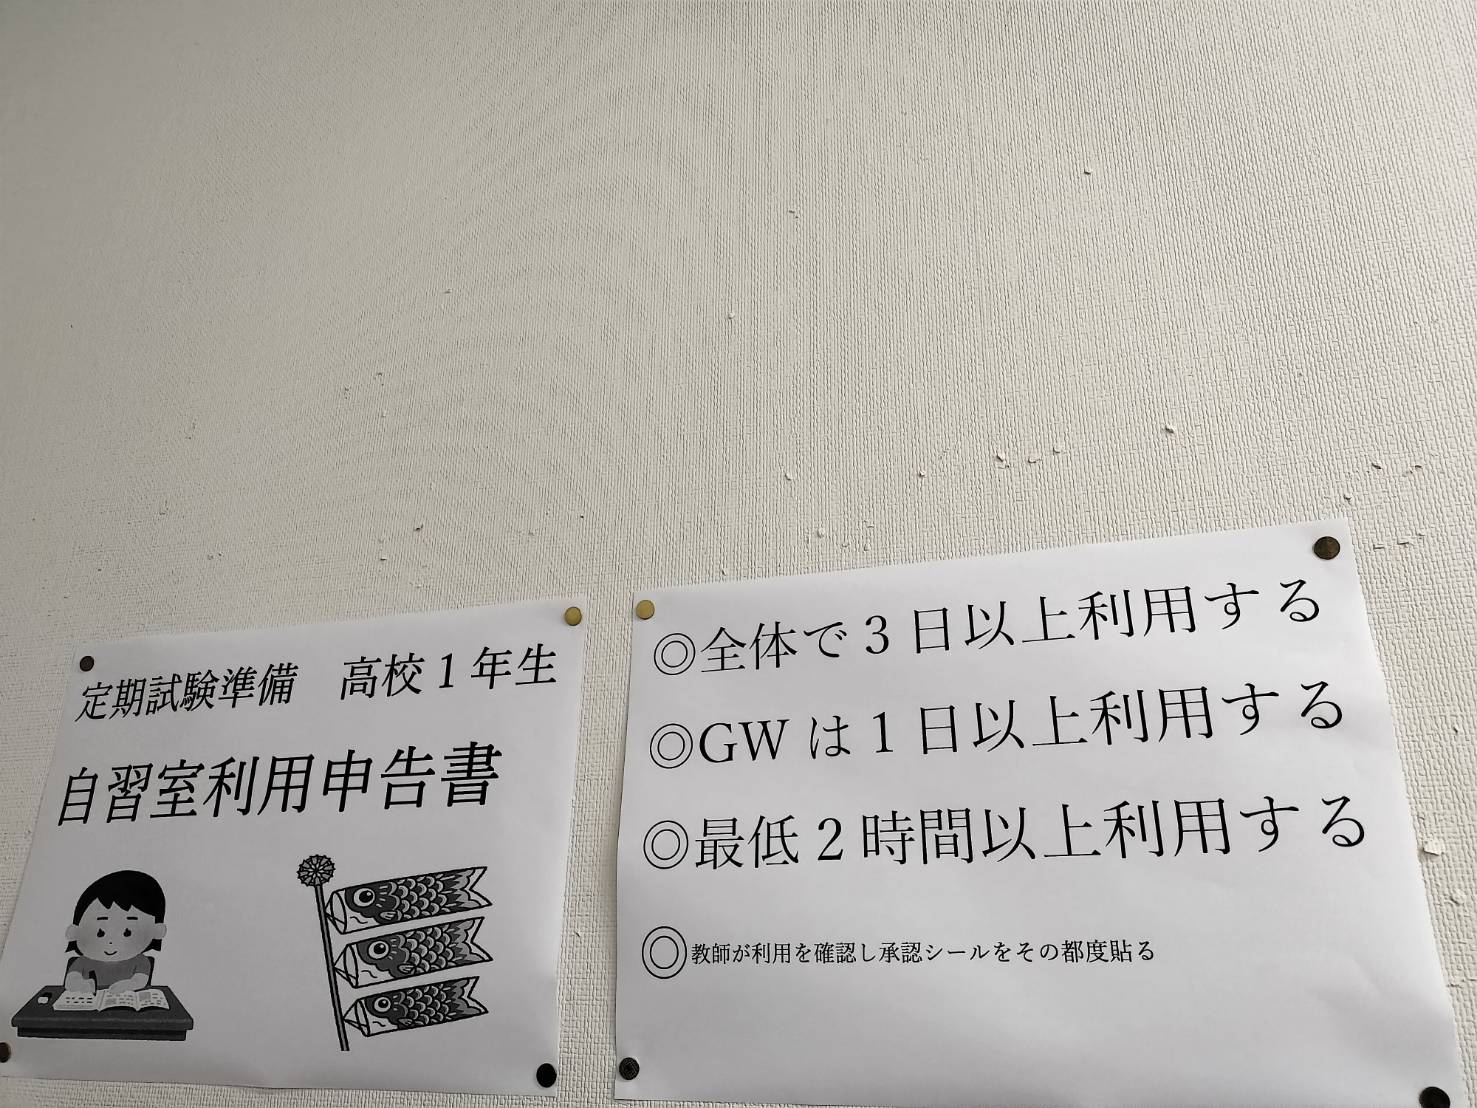 定期試験準備　高校１年生
自習室利用申告書
◎全体で３日以上利用する
◎GWは１日以上利用する
◎最低２時間以上利用する
◎教師が利用を確認し承認シールをその都度貼る